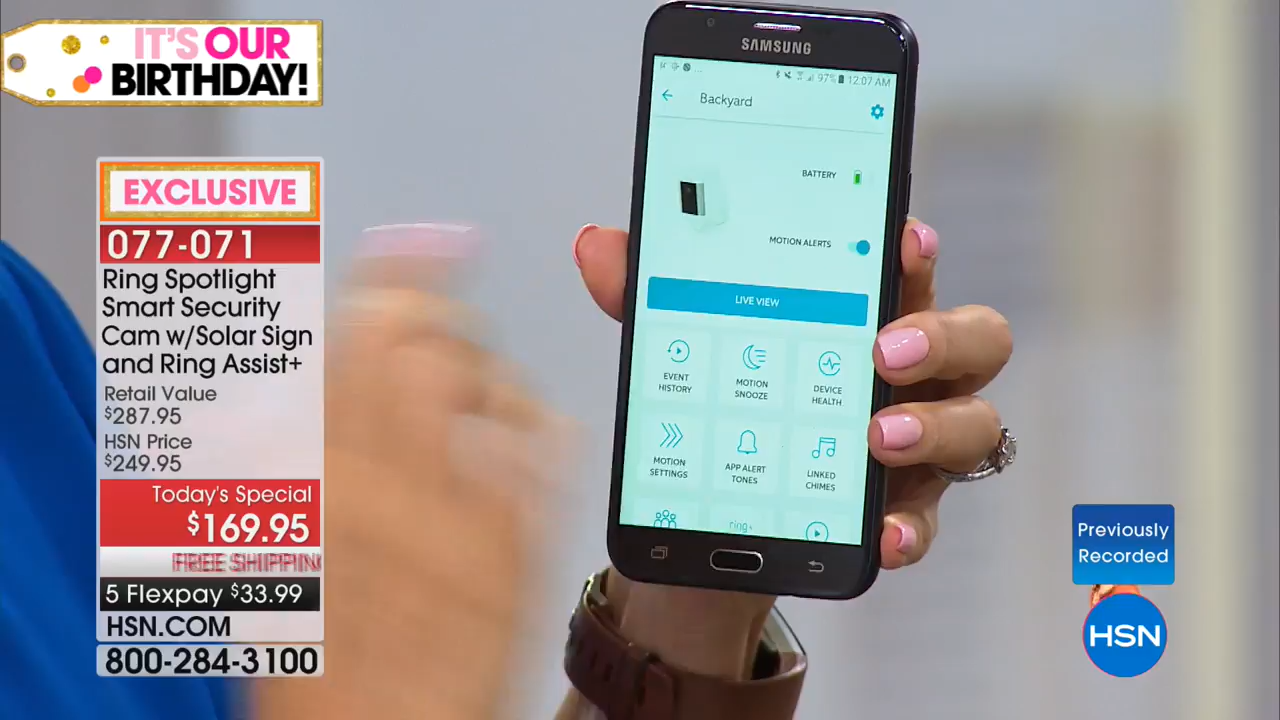 IT'S OUR
BIRTHDAY!
EXCLUSIVE
077-071
Ring Spotlight
Smart Security
Cam w/Solar Sign
and Ring Assist+
Retail Value
$287.95
HSN Price
$249.95
Today's Special
$169.95
FREE SHIPPIN
5 Flexpay $33.99
HSN.COM
800-284-3100
SAMSUNG
97% 12:07 AM
Backyard
BATTERY
MOTION ALERTS
LIVE VIEW
EVENT
HISTORY
MOTION
SNOOZE
DEVICE
HEALTH
MOTION
SETTINGS
APP ALERT
TONES
LINKED
CHIMES
ring+
Previously
Recorded
HSN